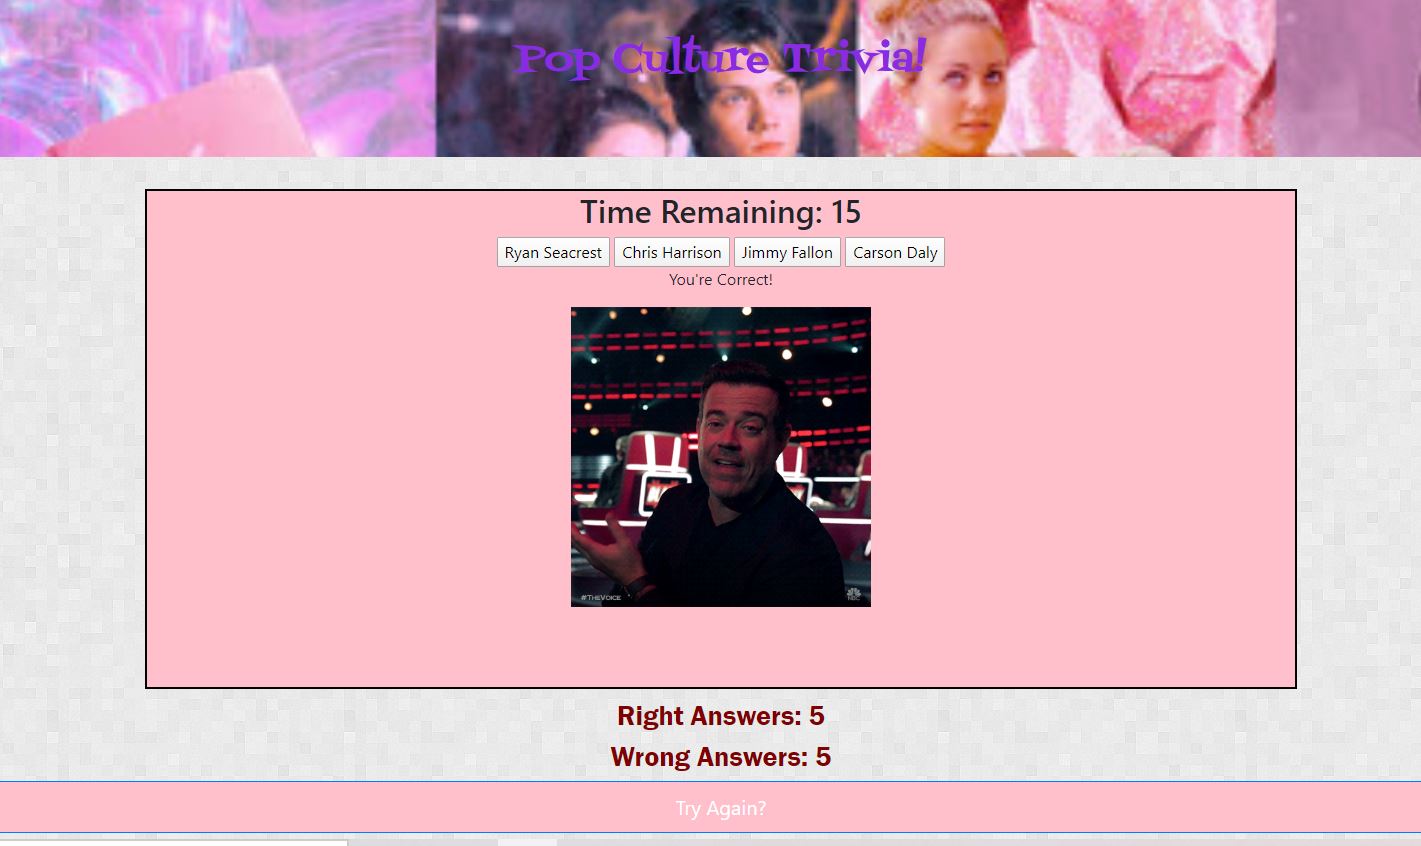 Pop Culture Trivia!
Time Remaining: 15
Ryan Seacrest Chris Harrison Jimmy Fallon Carson Daly
You're Correct!
#THEVOICE NBC
Right Answers: 5
Wrong Answers: 5
Try Again?